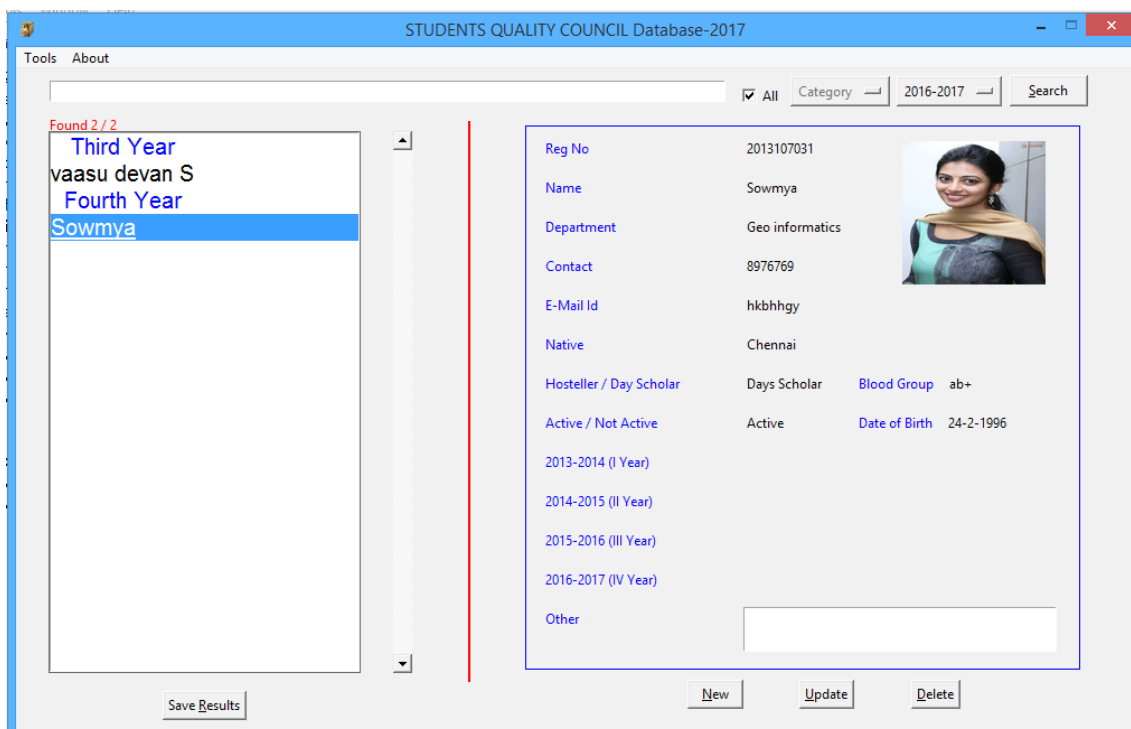 STUDENTS QUALITY COUNCIL Database-2017
Tools About
All Category 2016-2017 Search
Found 2 / 2
Third Year
vaasu devan S
Fourth Year
Sowmya
Reg No 2013107031
Name Sowmya
Department Geo informatics
Contact 8976769
E-Mail Id hkbhhgy
Native Chennai
Hosteller / Day Scholar Days Scholar Blood Group ab+
Active / Not Active Active Date of Birth 24-2-1996
2013-2014 (I Year)
2014-2015 (II Year)
2015-2016 (III Year)
2016-2017 (IV Year)
Other
New Update Delete
Save Results